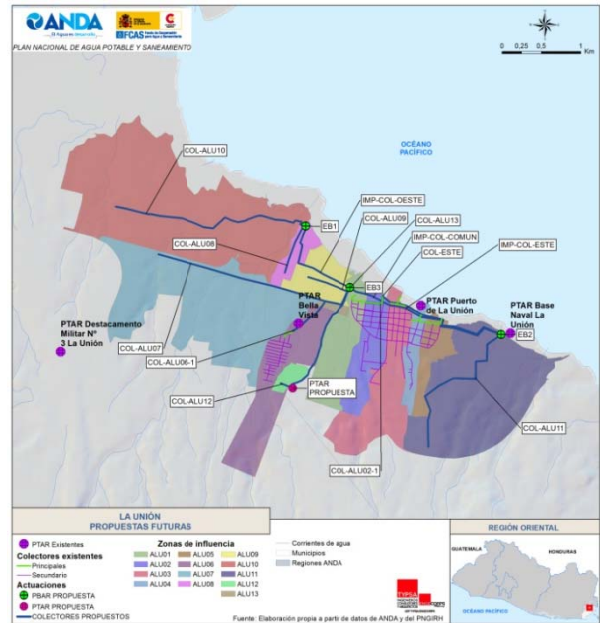 ANDA
FCAS
PLAN NACIONAL DE AGUA POTABLE Y SANEAMIENTO
0 0,25 0,5 1
Km
OCÉANO
PACÍFICO
COL-ALU10
IMP-COL-OESTE
COL-ALU09
COL-ALU13
EB1
IMP-COL-COMUN
COL-ALU08
COL-ESTE
IMP-COL-ESTE
EB3
PTAR Puerto
de La Unión
PTAR
Bella
Vista
PTAR Base
Naval La
Unión
PTAR Destacamento
Militar Nº
3 La Unión
EB2
COL-ALU07
COL-ALU06-1
PTAR
PROPUESTA
COL-ALU12
COL-ALU11
COL-ALU02-1
LA UNIÓN
PROPUESTAS FUTURAS
PTAR Existentes
Colectores existentes
Principales
Secundario
Actuaciones
PBAR PROPUESTA
PTAR PROPUESTA
COLECTORES PROPUESTOS
Zonas de influencia
ALU01
ALU02
ALU03
ALU04
ALU05
ALU06
ALU07
ALU08
ALU09
ALU10
ALU11
ALU12
ALU13
Corrientes de agua
Municipios
Regiones ANDA
TYPSA
Fuente: Elaboración propia a partir de datos de ANDA y del PNGIRH
REGIÓN ORIENTAL
GUATEMALA
HONDURAS
OCÉANO PACÍFICO